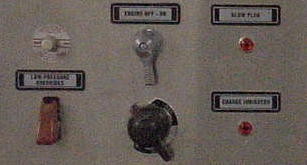 ENGINE OFF - ON
GLOW PLUG
LOW PRESSURE
OVERRIDE
CHARGE INDICATOR